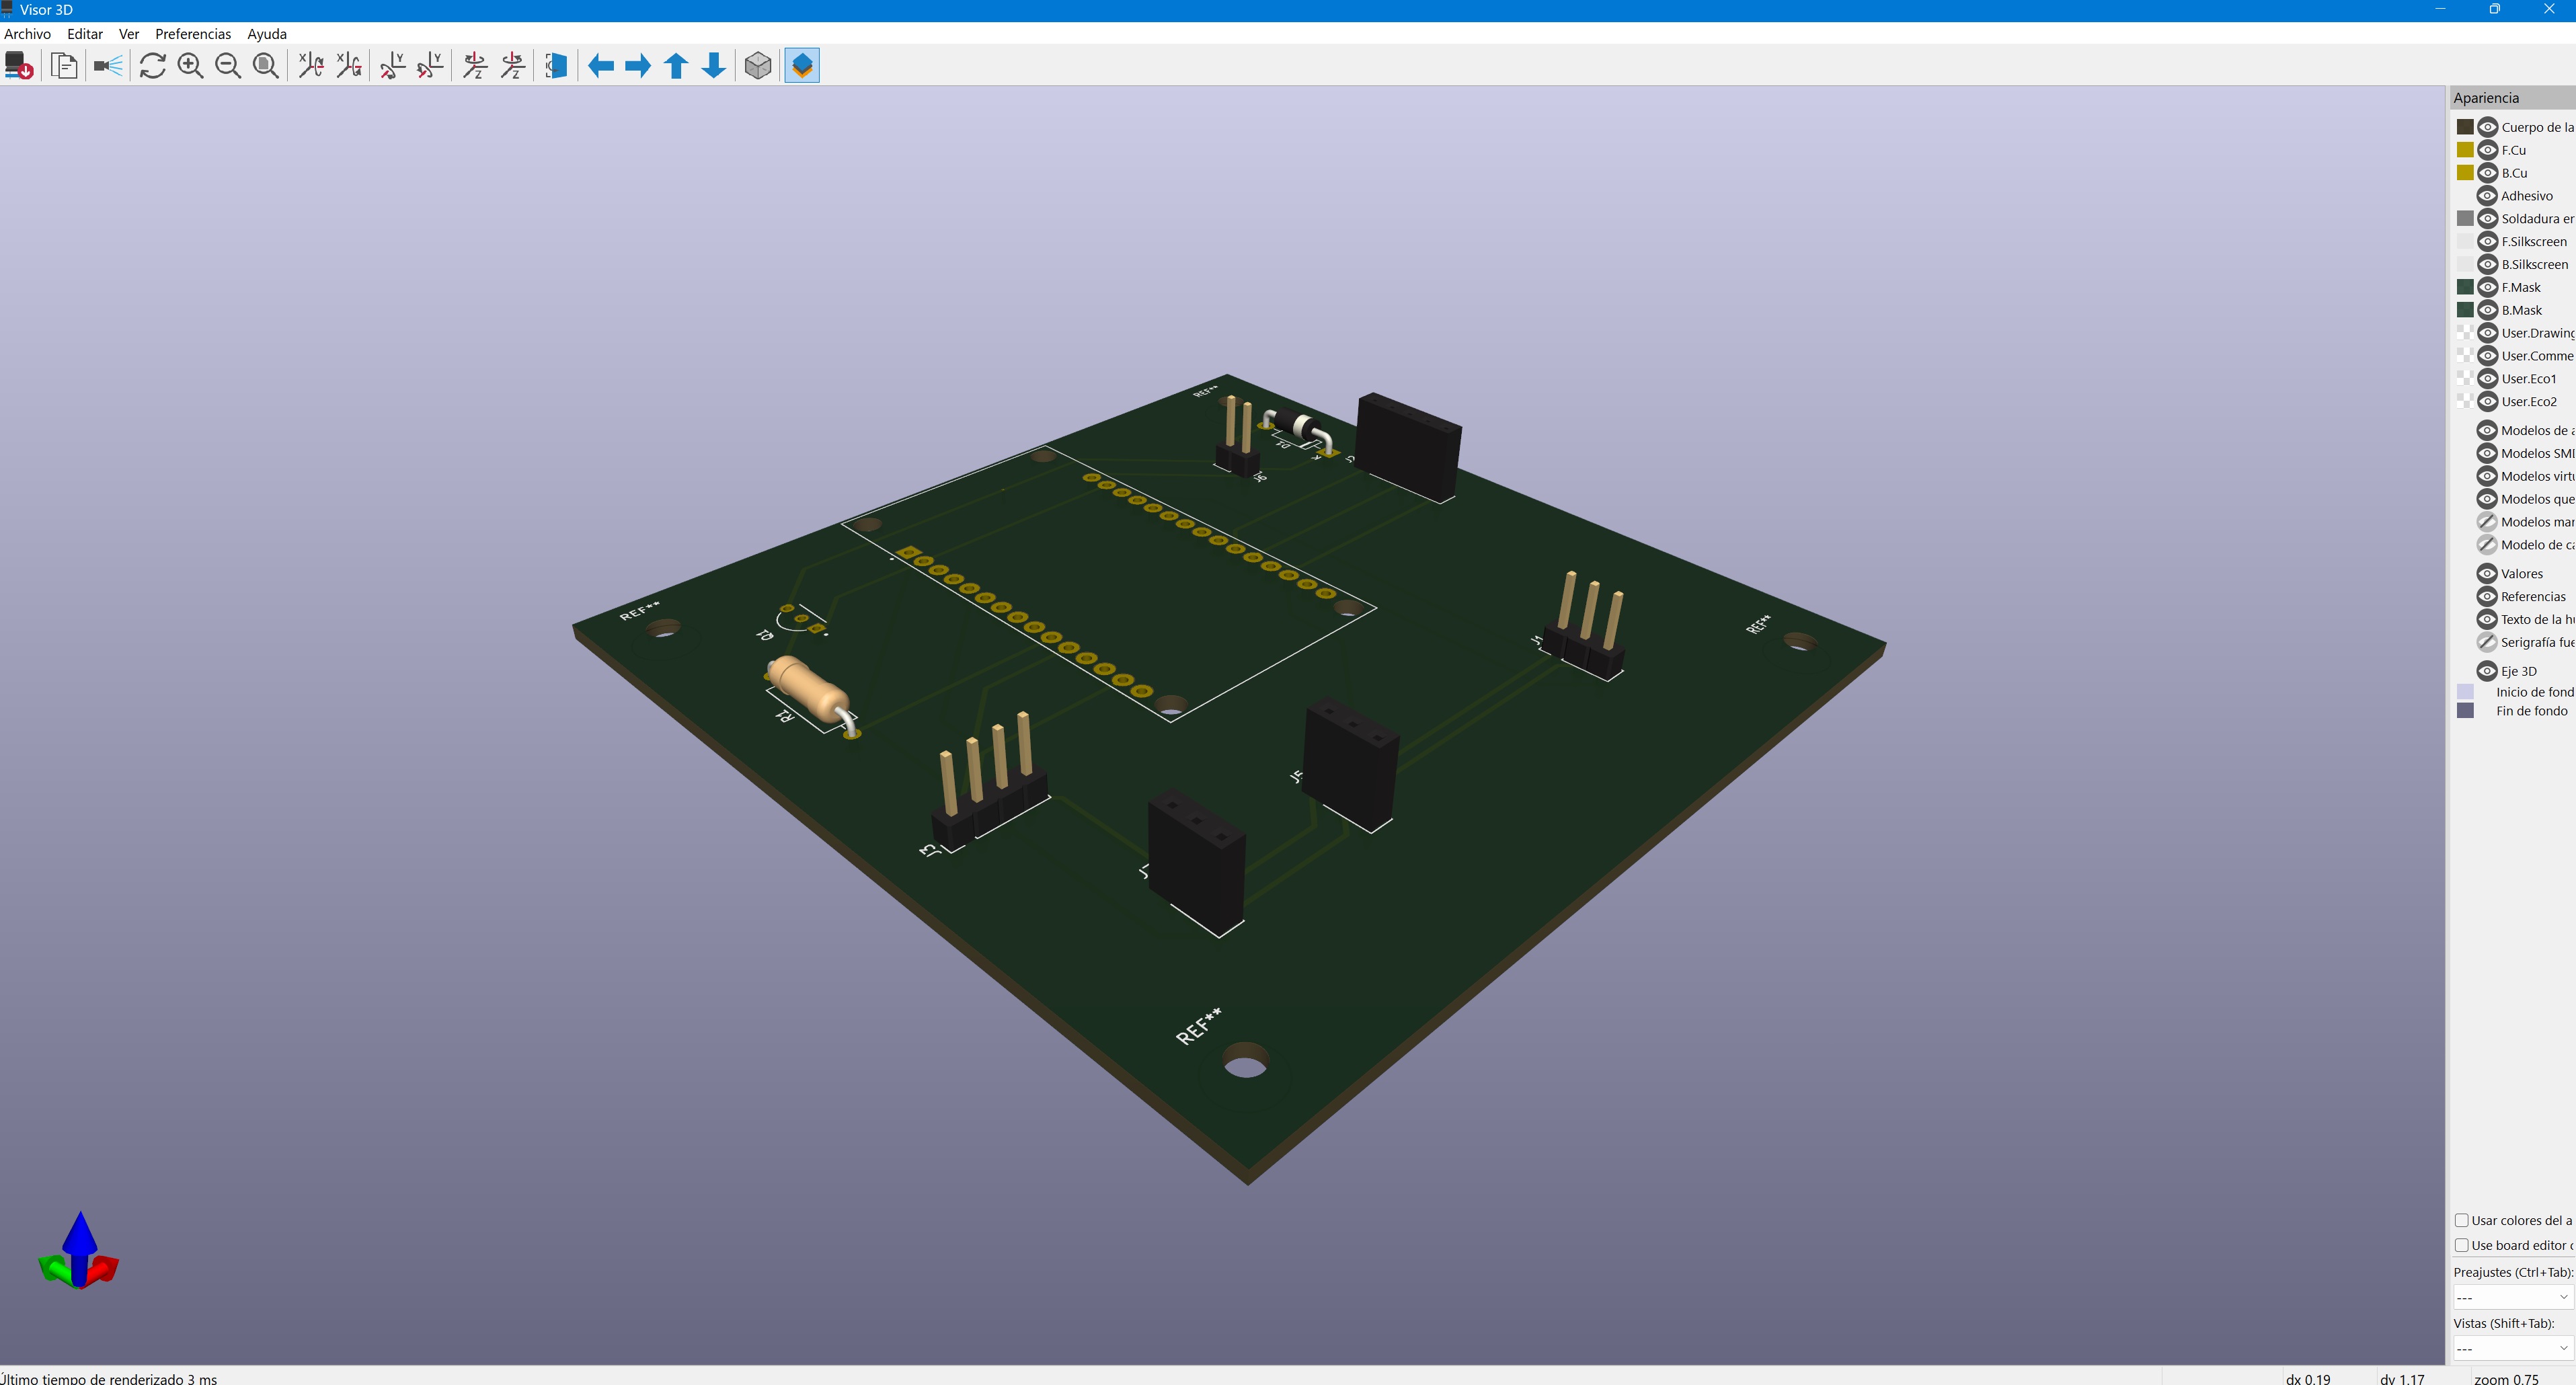 Visor 3D
Archivo Editar Ver Preferencias Ayuda
Apariencia
Cuerpo de la
F.Cu
B.Cu
Adhesivo
Soldadura en
F.Silkscreen
B.Silkscreen
F.Mask
B.Mask
User.Drawing
User.Comme
User.Eco1
User.Eco2
Modelos de a
Modelos SMI
Modelos virtu
Modelos que
Modelos mar
Modelo de ca
Valores
Referencias
Texto de la hu
Serigrafía fue
Eje 3D
Inicio de fond
Fin de fondo
REF**
D1
K
J6
REF**
Q1
R1
J1
REF**
J5
J3
REF**
Usar colores del a
Use board editor c
Preajustes (Ctrl+Tab):
---
Vistas (Shift+Tab):
---
Último tiempo de renderizado 3 ms
dx 0.19
dy 1.17
zoom 0.75
X X Y Y Z Z